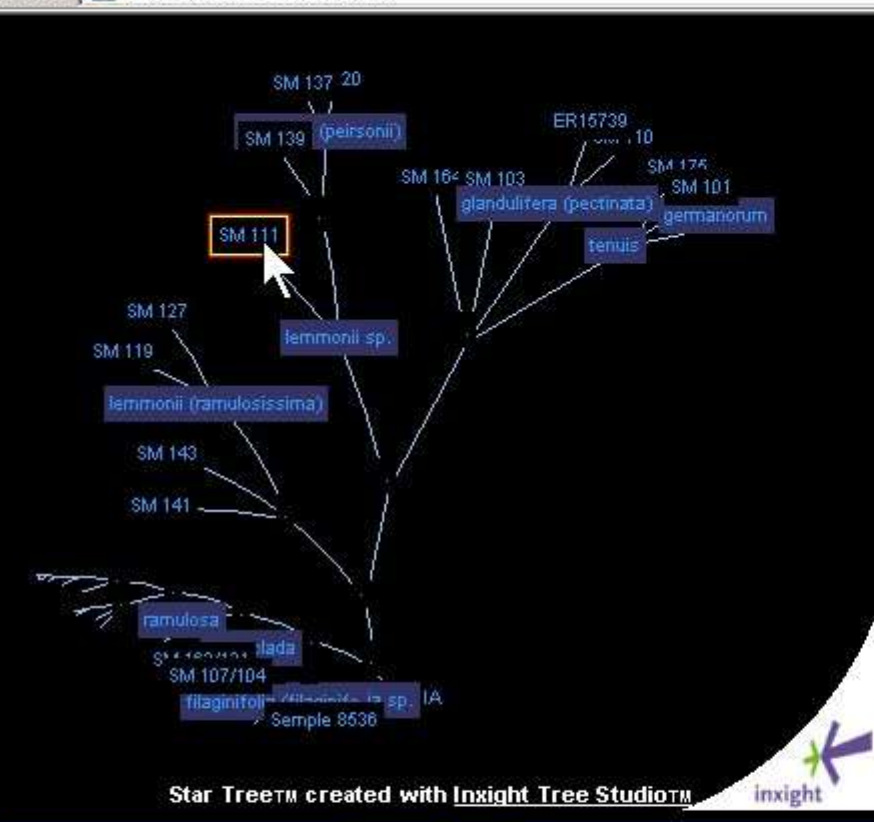 SM 137 20
(peirsonii)
SM 139
ER15739
10
SM 103
SM 175
SM 101
glandulifera (pectinata)
germanorum
SM 111
tenuis
SM 127
lemmonii sp.
SM 119
lemmonii (ramulosissima)
SM 143
SM 141
ramulosa
SM 107/104
sp. IA
Semple 8536
Star Tree™ created with Inxight Tree Studio™
inxight